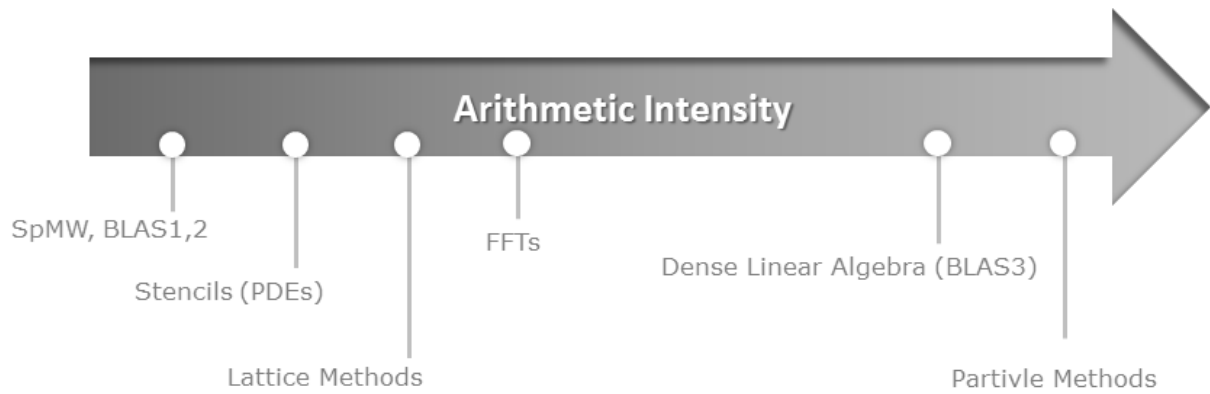 Arithmetic Intensity
SpMW, BLAS1,2
Stencils (PDEs)
Lattice Methods
FFTs
Dense Linear Algebra (BLAS3)
Partivle Methods